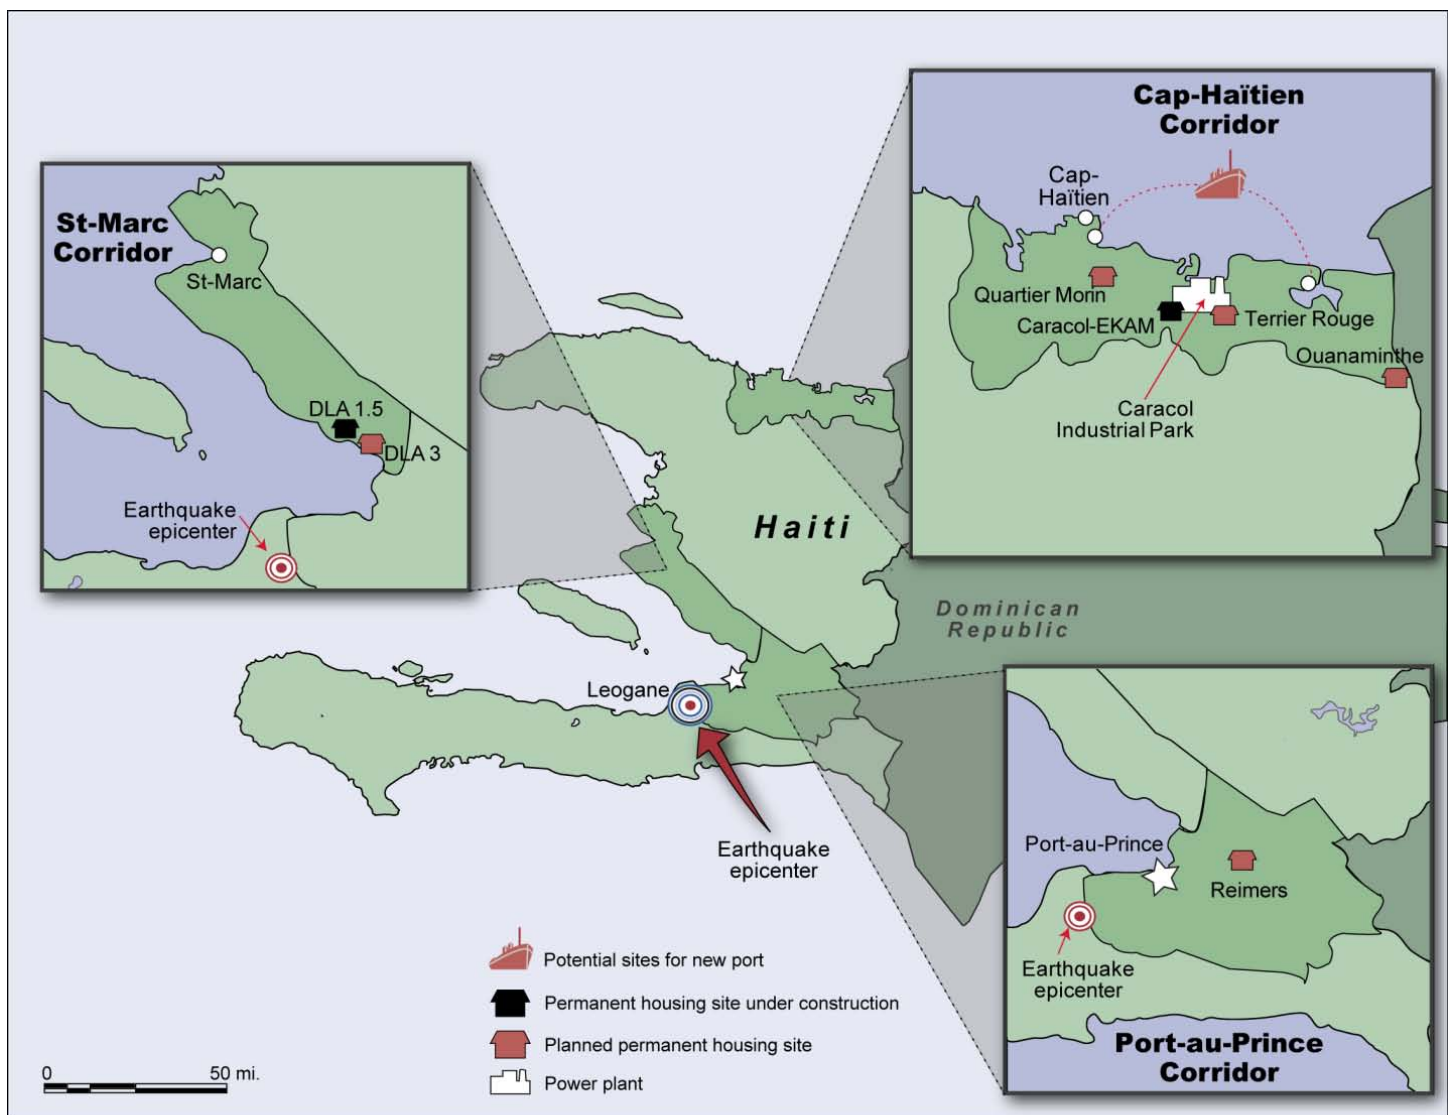 St-Marc
Corridor
St-Marc
DLA 1.5
DLA 3
Earthquake
epicenter
Cap-Haïtien
Corridor
Cap-
Haïtien
Quartier Morin
Caracol-EKAM
Terrier Rouge
Ouanaminthe
Caracol
Industrial Park
Haiti
Dominican
Republic
Leogane
Earthquake
epicenter
Port-au-Prince
Reimers
Earthquake
epicenter
Port-au-Prince
Corridor
Potential sites for new port
Permanent housing site under construction
Planned permanent housing site
Power plant
0 50 mi.